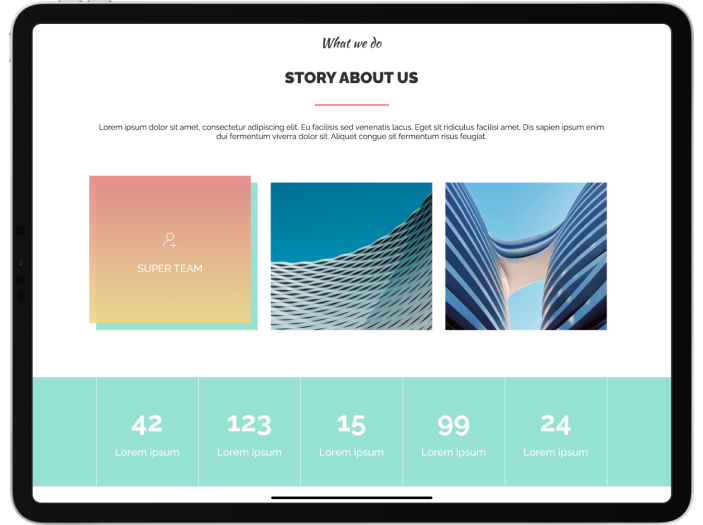 What we do
STORY ABOUT US
Lorem ipsum dolor sit amet, consectetur adipiscing elit. Eu facilisis sed venenatis lacus. Eget sit ridiculus facilisi amet. Dis sapien ipsum enim
dui fermentum viverra dolor sit. Aliquet congue sit fermentum risus feugiat.
SUPER TEAM
42
123
15
99
24
Lorem ipsum
Lorem ipsum
Lorem ipsum
Lorem ipsum
Lorem ipsum